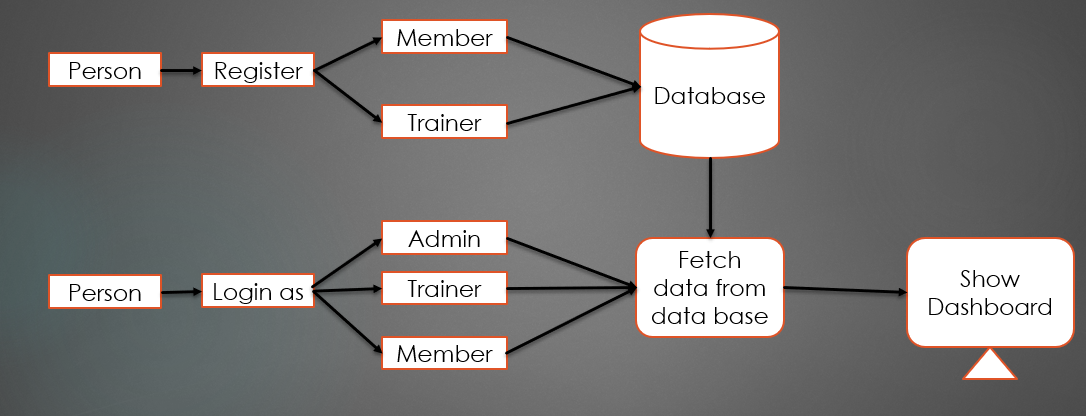 Person
Register
Member
Trainer
Database
Person
Login as
Admin
Trainer
Member
Fetch
data from
data base
Show
Dashboard